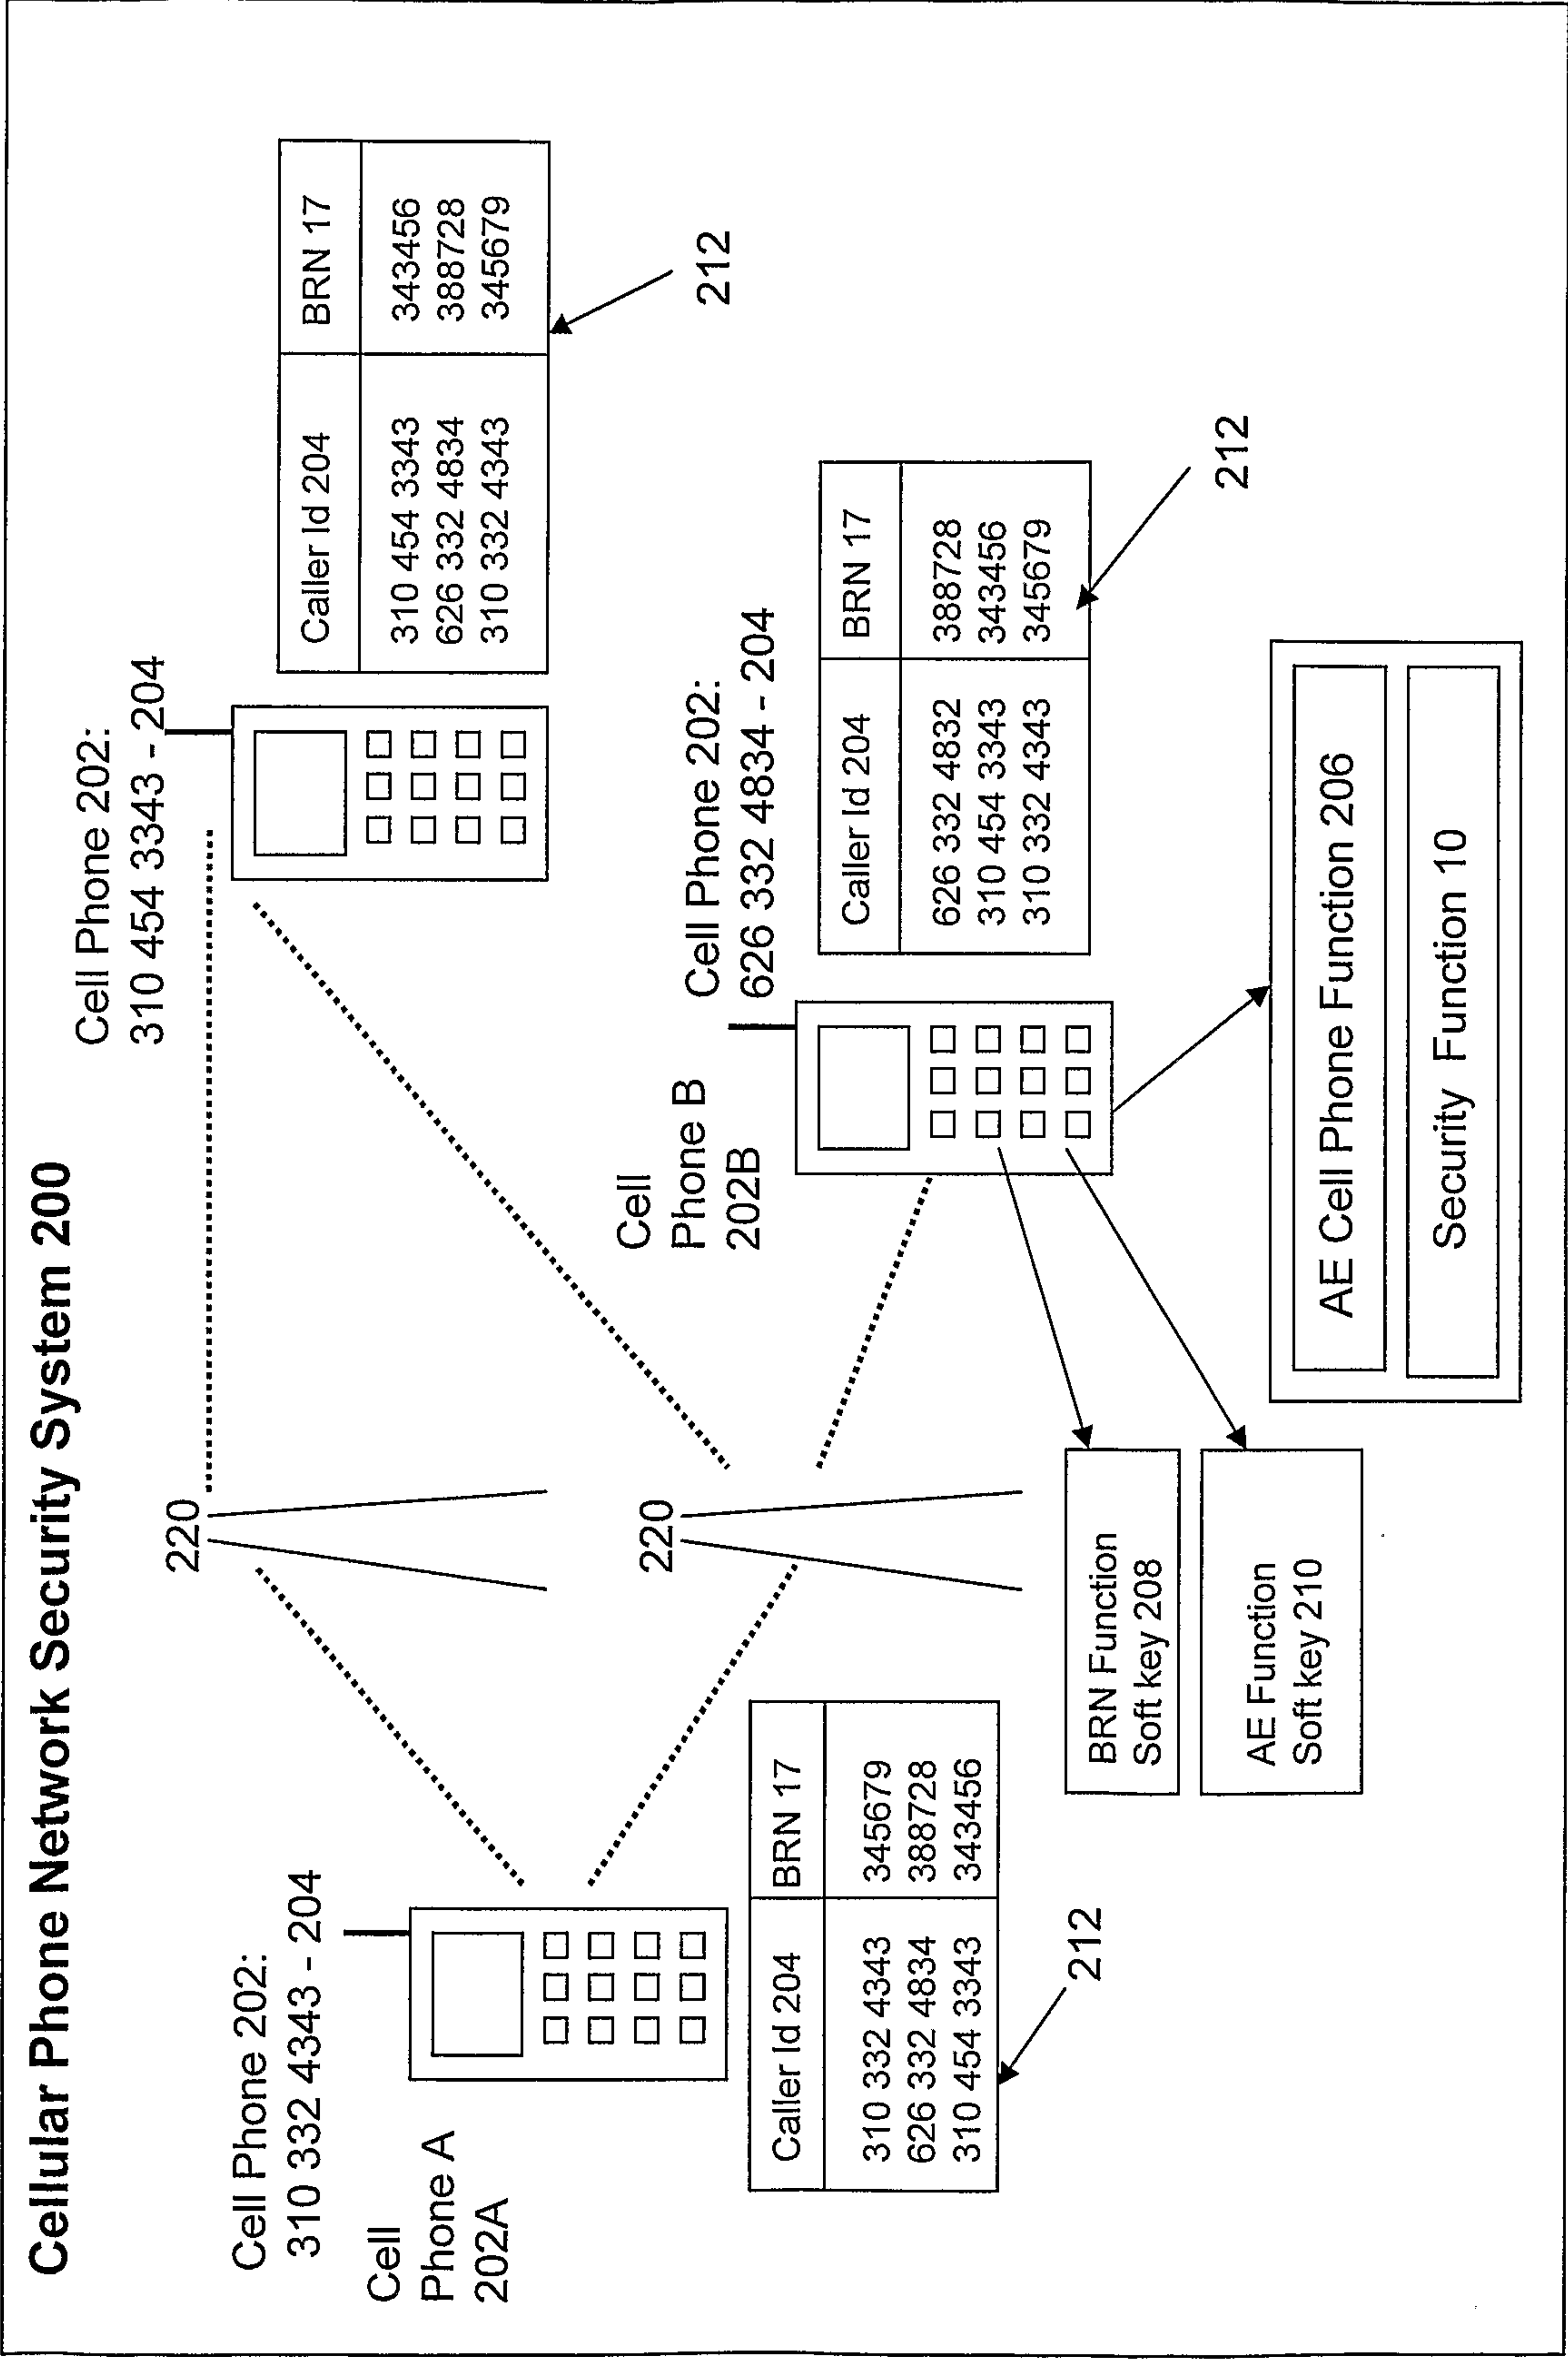 Cellular Phone Network Security System 200
Cell Phone 202:
310 454 3343 - 204
Caller Id 204 BRN 17
310 454 3343 343456
626 332 4834 388728
310 332 4343 345679
212
220
Cell Phone 202:
310 332 4343 - 204
Cell
Phone A
202A
Caller Id 204 BRN 17
310 332 4343 345679
626 332 4834 388728
310 454 3343 343456
212
220
Cell
Phone B
202B
Cell Phone 202:
626 332 4834 - 204
Caller Id 204 BRN 17
626 332 4832 388728
310 454 3343 343456
310 332 4343 345679
212
BRN Function
Soft key 208
AE Function
Soft key 210
AE Cell Phone Function 206
Security Function 10